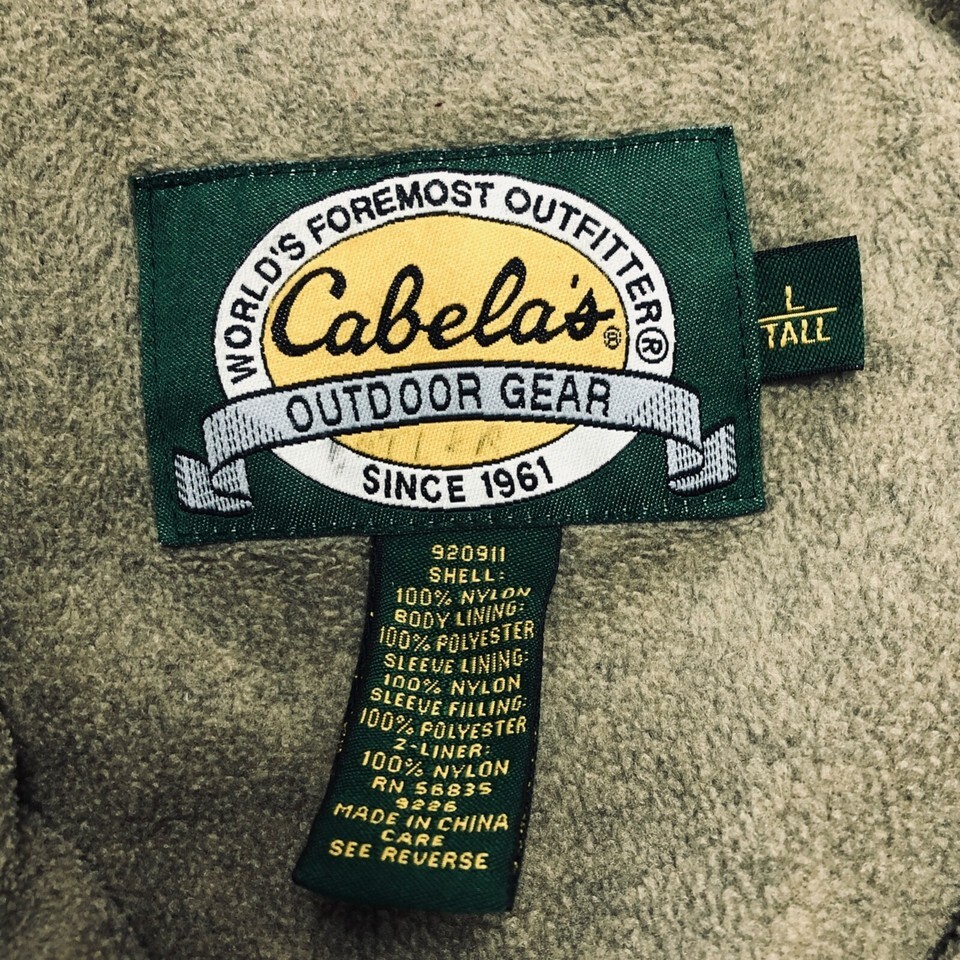 WORLD'S FOREMOST OUTFITTER®
Cabela's®
OUTDOOR GEAR
SINCE 1961
L
TALL
920911
SHELL:
100% NYLON
BODY LINING:
100% POLYESTER
SLEEVE LINING:
100% NYLON
SLEEVE FILLING:
100% POLYESTER
Z-LINER:
100% NYLON
RN 56835
9226
MADE IN CHINA
CARE
SEE REVERSE